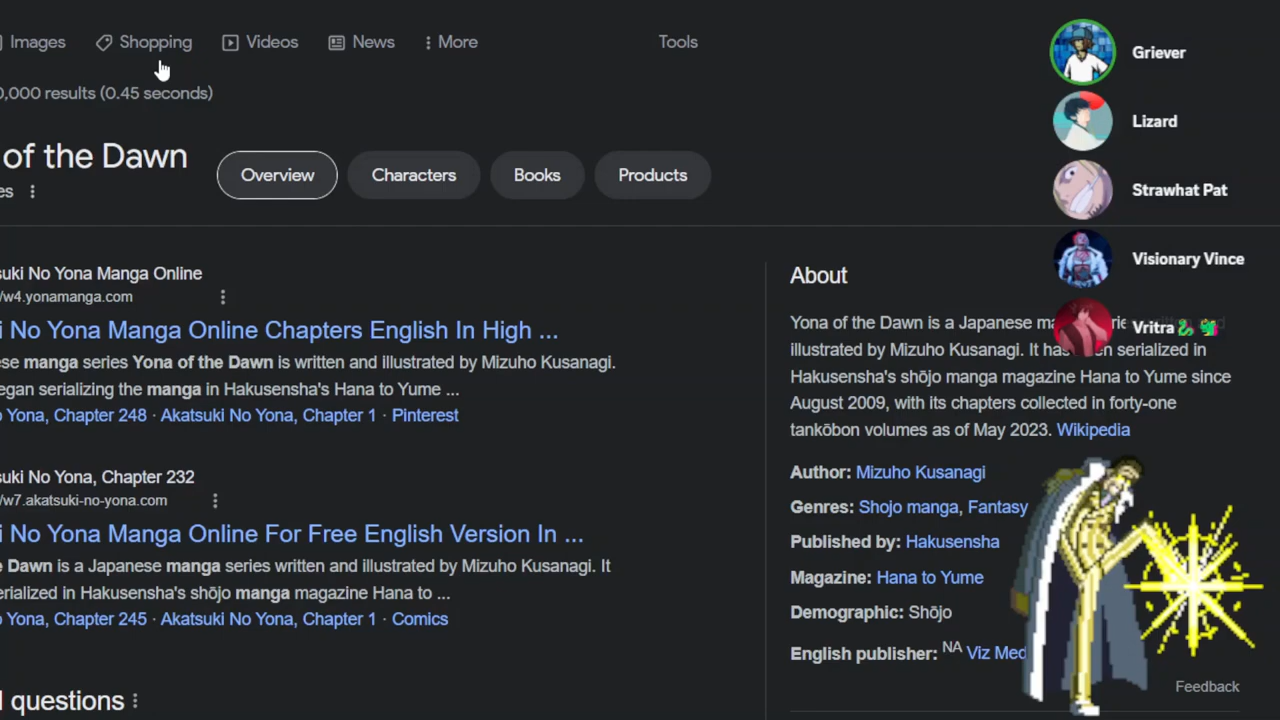 Images
Shopping
Videos
News
More
Tools
0,000 results (0.45 seconds)
of the Dawn
es
Overview
Characters
Books
Products
Griever
Lizard
Strawhat Pat
Visionary Vince
Vritra
suki No Yona Manga Online
/w4.yonamanga.com
i No Yona Manga Online Chapters English In High ...
ese manga series Yona of the Dawn is written and illustrated by Mizuho Kusanagi.
egan serializing the manga in Hakusensha's Hana to Yume ...
o Yona, Chapter 248 · Akatsuki No Yona, Chapter 1 · Pinterest
suki No Yona, Chapter 232
/w7.akatsuki-no-yona.com
i No Yona Manga Online For Free English Version In ...
e Dawn is a Japanese manga series written and illustrated by Mizuho Kusanagi. It
erialized in Hakusensha's shōjo manga magazine Hana to ...
o Yona, Chapter 245 · Akatsuki No Yona, Chapter 1 · Comics
l questions
About
Yona of the Dawn is a Japanese
illustrated by Mizuho Kusanagi. It serialized in
Hakusensha's shōjo manga magazine Hana to Yume since
August 2009, with its chapters collected in forty-one
tankōbon volumes as of May 2023. Wikipedia
Author: Mizuho Kusanagi
Genres: Shojo manga, Fantasy
Published by: Hakusensha
Magazine: Hana to Yume
Demographic: Shōjo
English publisher: NA Viz Med
Feedback